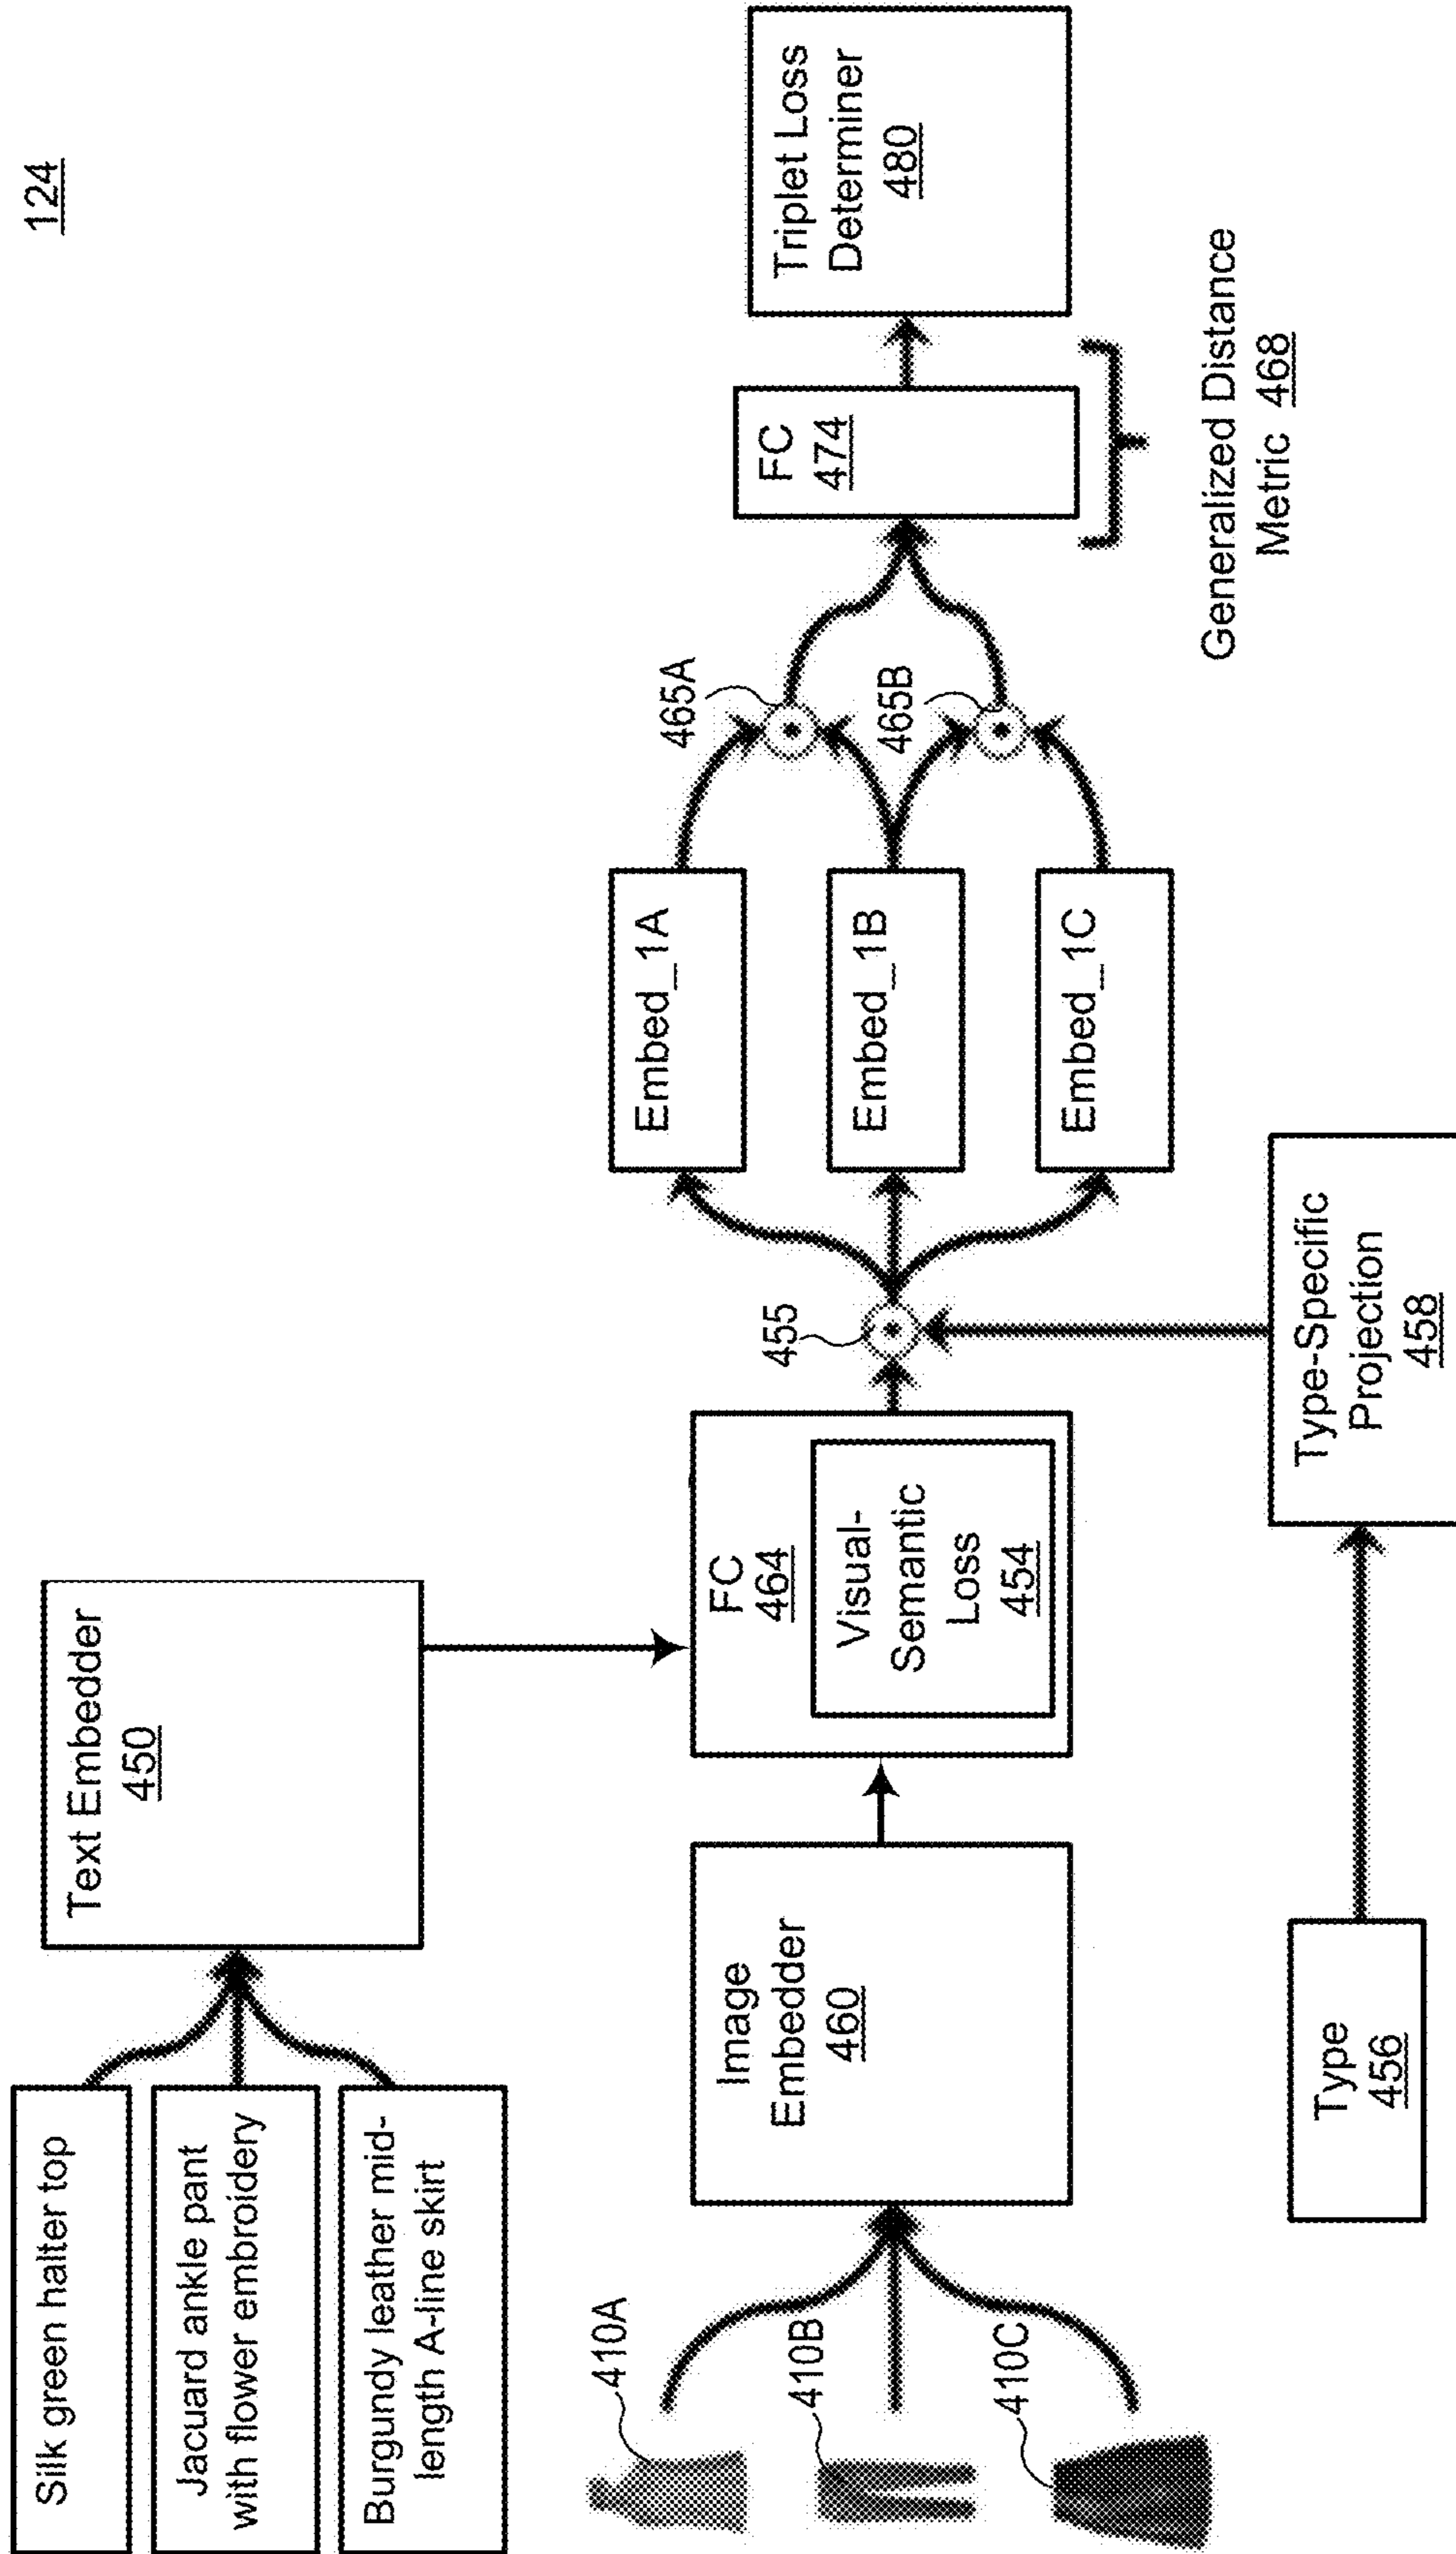 124
Silk green halter top
Jacuard ankle pant
with flower embroidery
Burgundy leather mid-
length A-line skirt
Text Embedder
450
410A
410B
410C
Image
Embedder
460
FC
464
Visual-
Semantic
Loss
454
455
Type
456
Type-Specific
Projection
458
Embed_1A
Embed_1B
Embed_1C
465A
465B
FC
474
Generalized Distance
Metric 468
Triplet Loss
Determiner
480